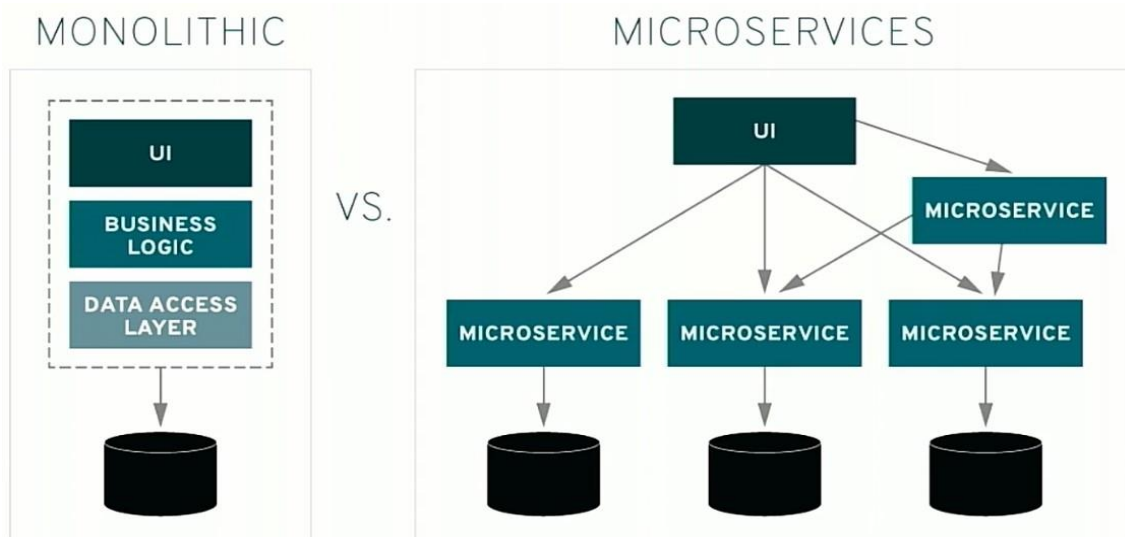 MONOLITHIC
UI
BUSINESS
LOGIC
DATA ACCESS
LAYER
VS.
MICROSERVICES
UI
MICROSERVICE
MICROSERVICE
MICROSERVICE
MICROSERVICE